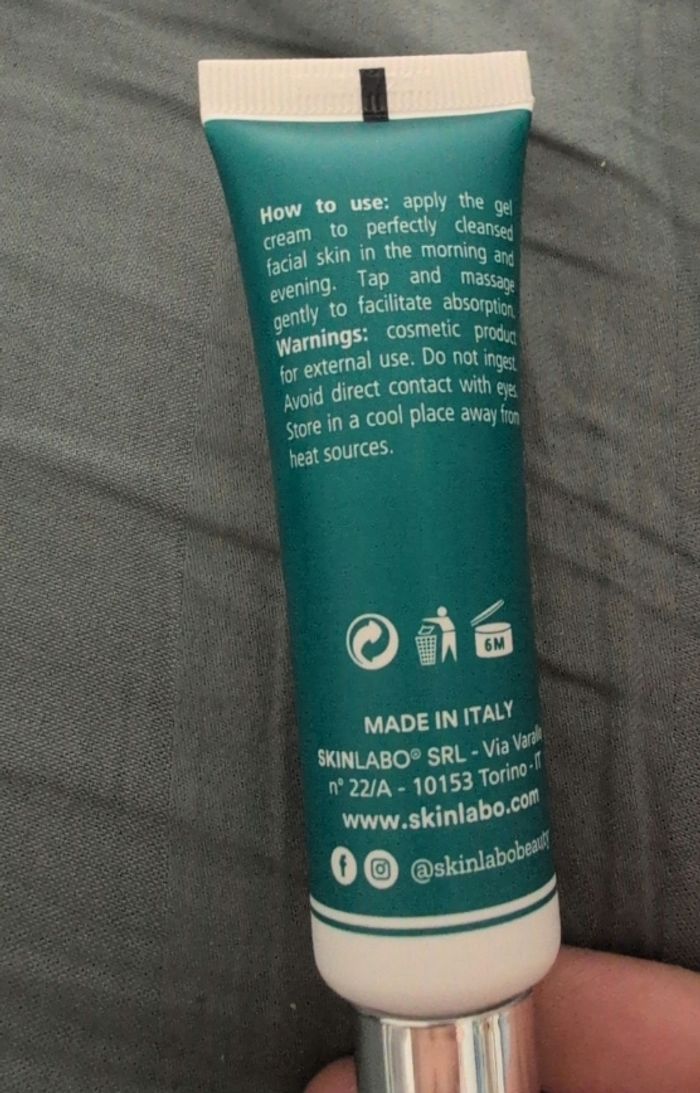 How to use: apply the gel
cream to perfectly cleansed
facial skin in the morning and
evening. Tap and massage
gently to facilitate absorption.
Warnings: cosmetic product
for external use. Do not ingest.
Avoid direct contact with eyes.
Store in a cool place away from
heat sources.
6M
MADE IN ITALY
SKINLABO® SRL - Via Varallo
n° 22/A - 10153 Torino - IT
www.skinlabo.com
@skinlabobeauty